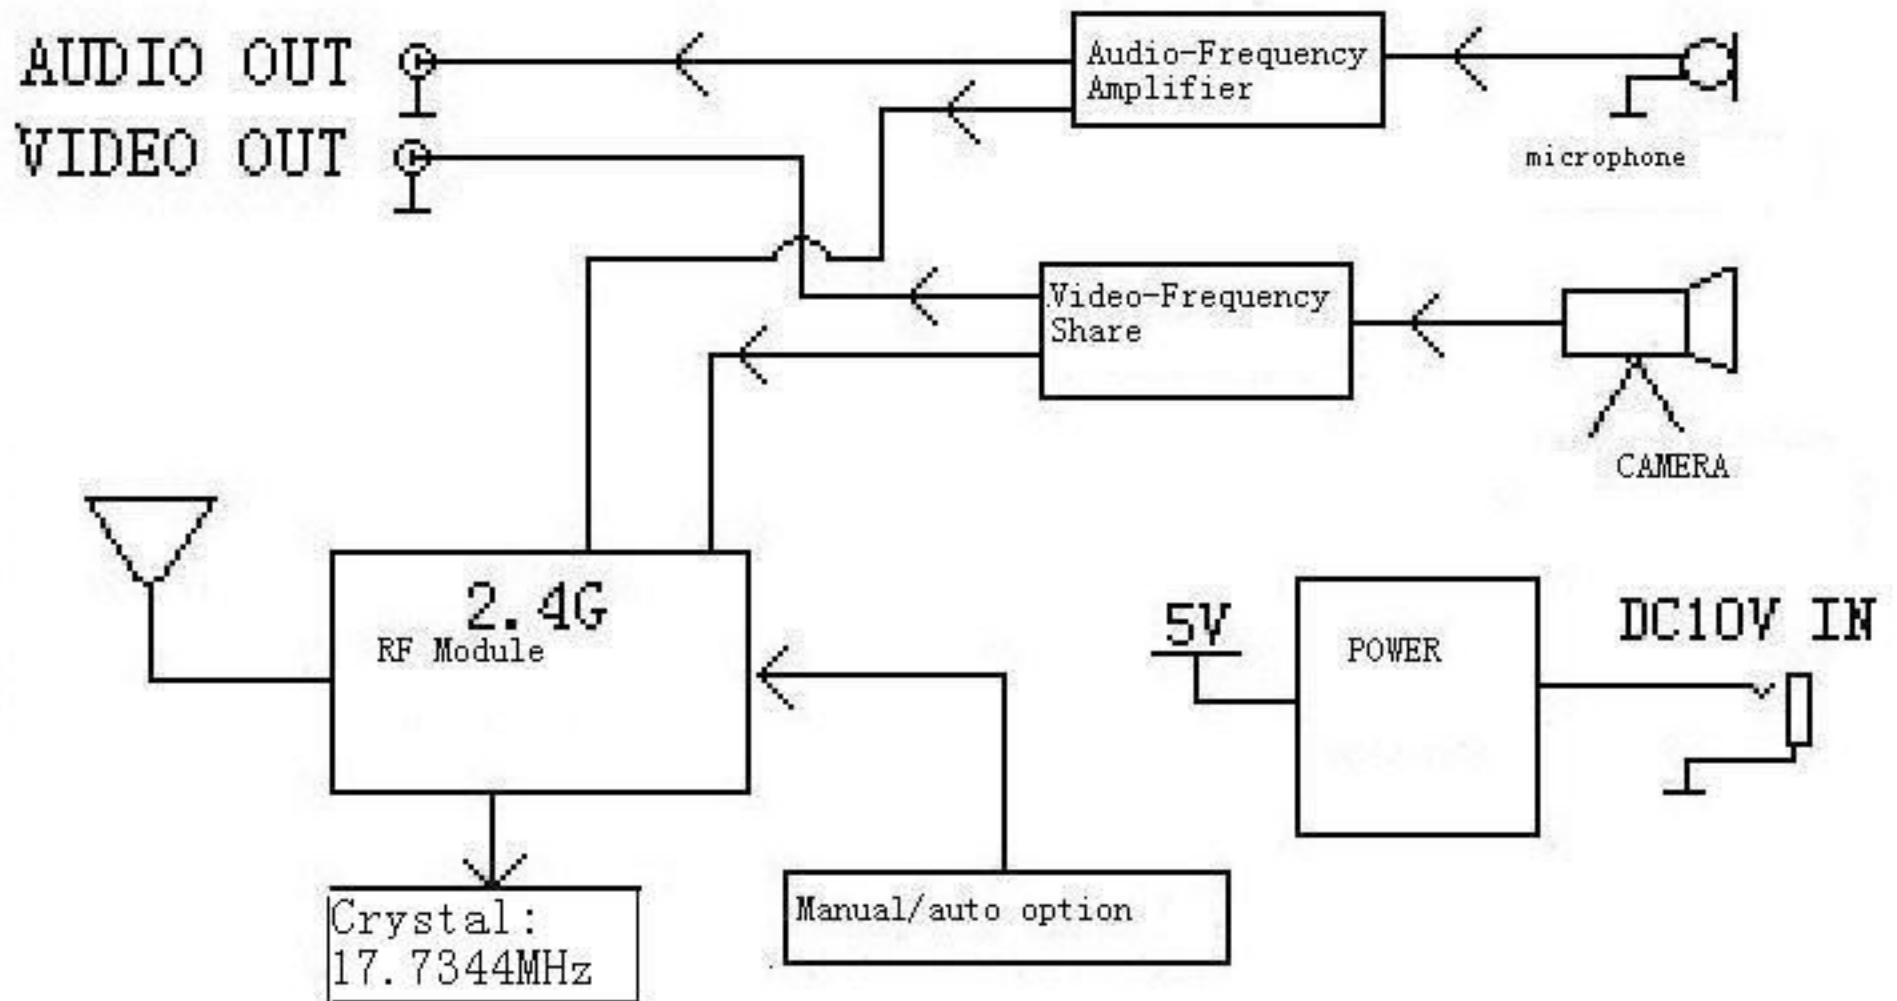 AUDIO OUT
VIDEO OUT
Audio-Frequency
Amplifier
microphone
Video-Frequency
Share
CAMERA
2.4G
RF Module
5V
POWER
DC10V IN
Crystal:
17.7344MHz
Manual/auto option